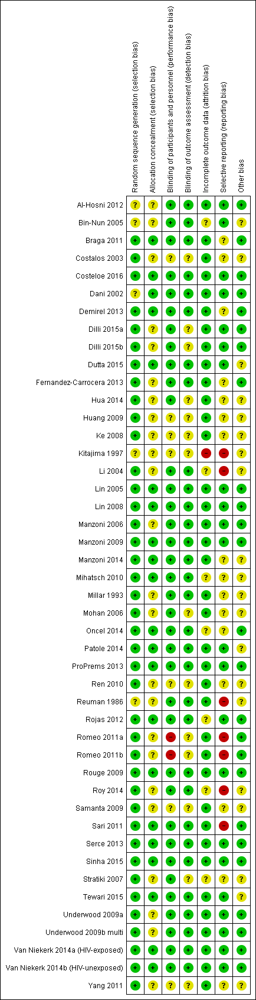 Random sequence generation (selection bias)
Allocation concealment (selection bias)
Blinding of participants and personnel (performance bias)
Blinding of outcome assessment (detection bias)
Incomplete outcome data (attrition bias)
Selective reporting (reporting bias)
Other bias
Al-Hosni 2012 ? ? + + + + +
Bin-Nun 2005 ? ? + + ? + ?
Braga 2011 + + + + + ? +
Costalos 2003 + ? ? ? + ? ?
Costeloe 2016 + + + + + + +
Dani 2002 ? + + + + + +
Demirel 2013 + + + + + ? +
Dilli 2015a + ? + ? + + +
Dilli 2015b + ? + ? + + +
Dutta 2015 + + + + + + ?
Fernandez-Carrocera 2013 + ? + + + ? +
Hua 2014 + ? + ? + ? ?
Huang 2009 + ? ? ? + ? ?
Ke 2008 + ? ? ? + ? ?
Kitajima 1997 ? ? ? ? - - ?
Li 2004 + ? + + ? - ?
Lin 2005 + + + + + + +
Lin 2008 + + + + + + +
Manzoni 2006 + ? + + + + +
Manzoni 2009 + + + + + + +
Manzoni 2014 + + + + + ? ?
Mihatsch 2010 + + + + ? ? ?
Millar 1993 + ? + + + ? ?
Mohan 2006 + ? + ? + ? ?
Oncel 2014 + + + + ? ? +
Patole 2014 + + + + + + ?
ProPrems 2013 + + + + + + +
Ren 2010 + ? ? ? + ? ?
Reuman 1986 ? ? + + + - ?
Rojas 2012 + + + + ? + +
Romeo 2011a + ? - ? + - +
Romeo 2011b + ? - ? + - +
Rouge 2009 + + + + + + +
Roy 2014 + ? + + ? - ?
Samanta 2009 + ? ? ? + ? ?
Sari 2011 + + + + + - +
Serce 2013 + + + + + + +
Sinha 2015 + + + + + + +
Stratiki 2007 + ? + ? ? ? ?
Tewari 2015 + + + + + + ?
Underwood 2009a + ? + + + + +
Underwood 2009b multi + ? + + + + +
Van Niekerk 2014a (HIV-exposed) + + + + + + +
Van Niekerk 2014b (HIV-unexposed) + + + + + + +
Yang 2011 + ? ? ? + ? ?